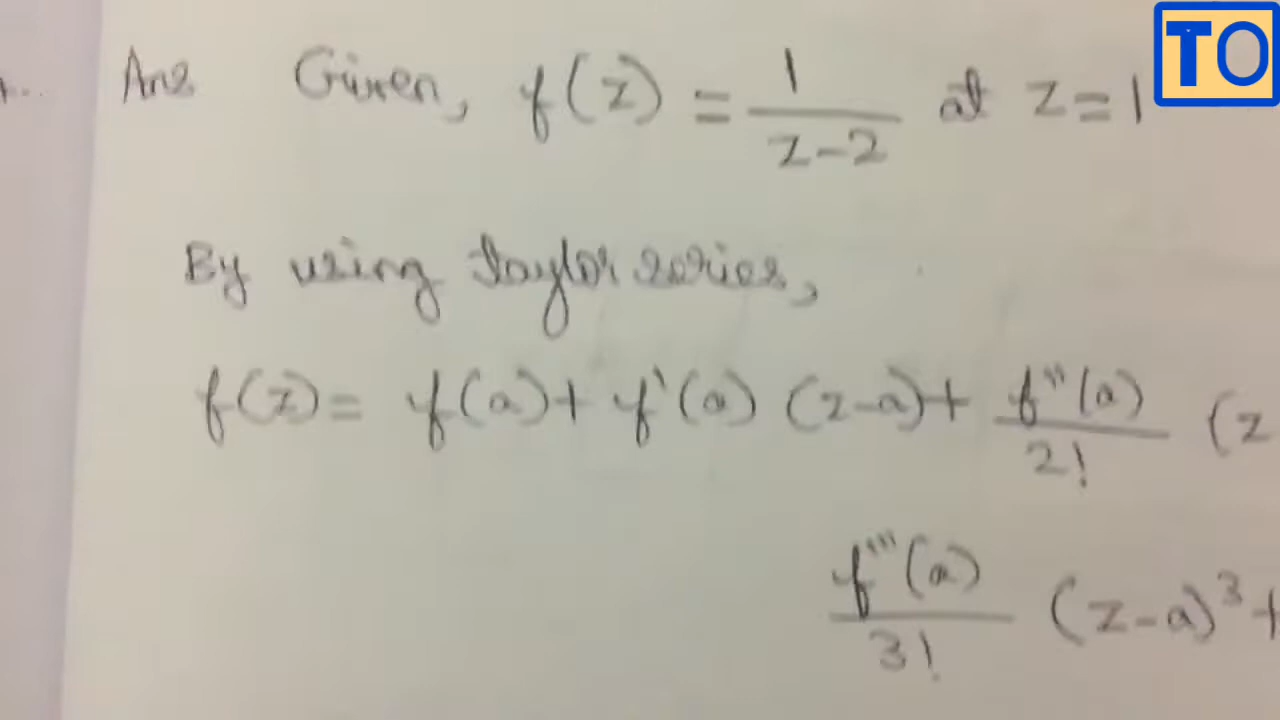 TO
Ans Given, f(z) = 1/(z-2) at z=1
By using taylor series,
f(z) = f(a) + f'(a) (z-a) + f''(a)/2! (z
f'''(a)/3! (z-a)³ +